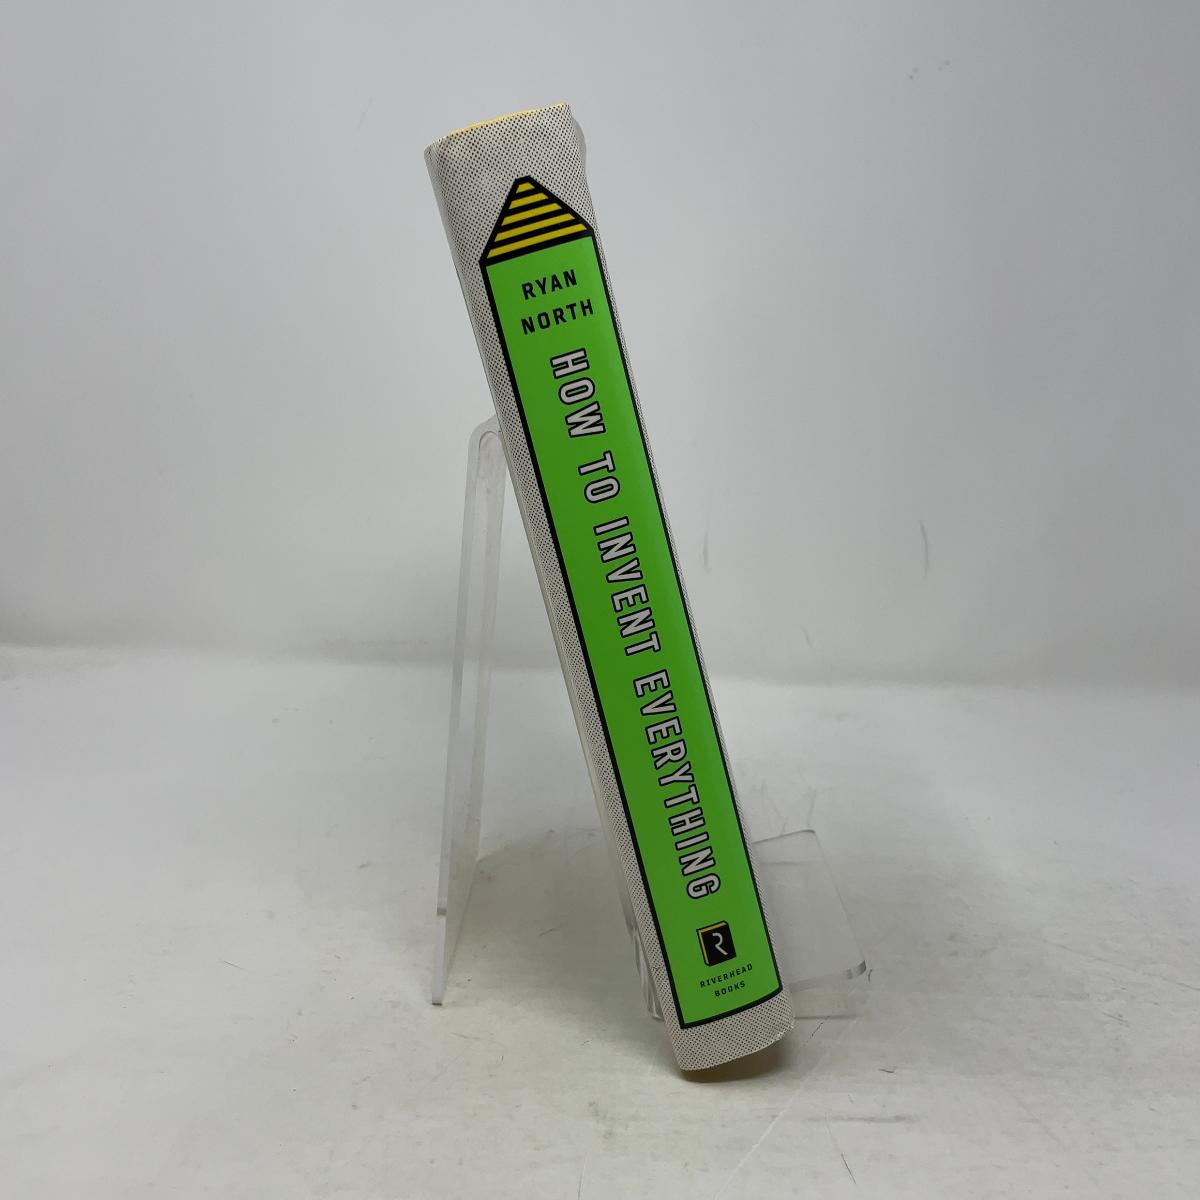 RYAN
NORTH
HOW TO INVENT EVERYTHING
R
RIVERHEAD
BOOKS